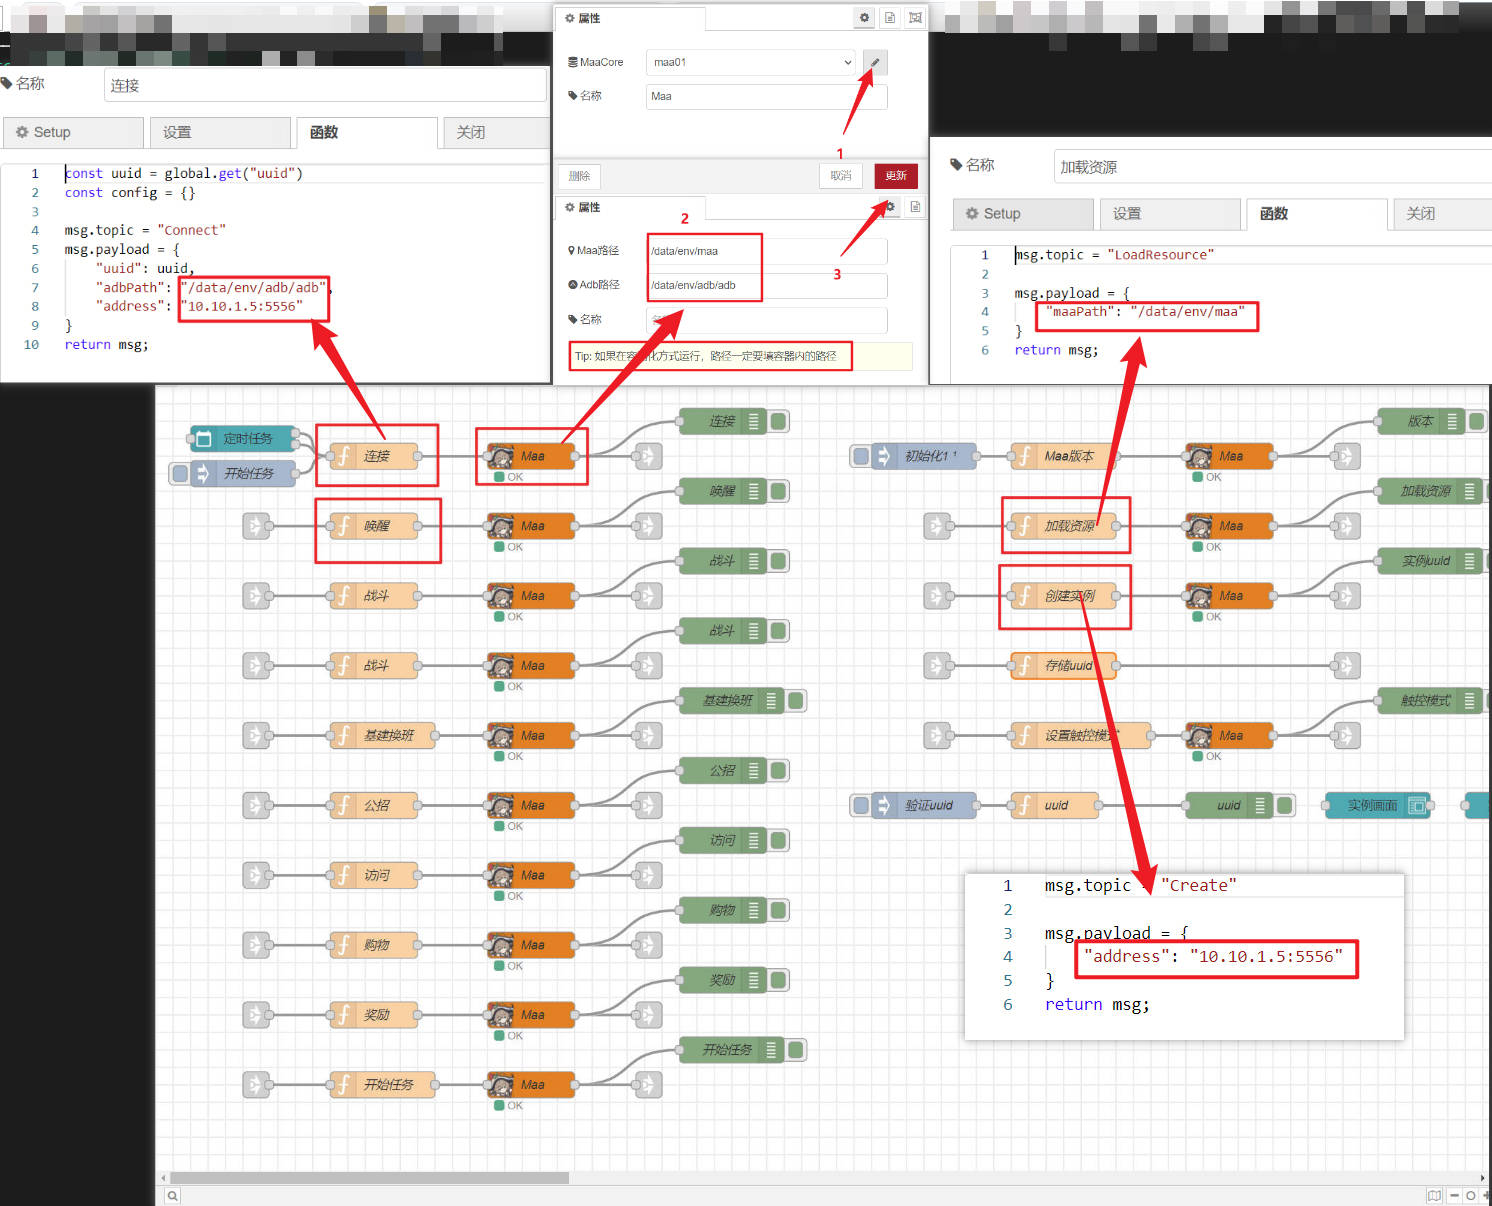 名称
连接
Setup
设置
函数
关闭
1 const uuid = global.get("uuid")
2 const config = {}
3
4 msg.topic = "Connect"
5 msg.payload = {
6 "uuid": uuid,
7 "adbPath": "/data/env/adb/adb",
8 "address": "10.10.1.5:5556"
9 }
10 return msg;
属性
MaaCore
maa01
名称
Maa
1
删除
取消
更新
属性
2
Maa路径
/data/env/maa
3
Adb路径
/data/env/adb/adb
名称
Tip: 如果在容器化方式运行，路径一定要填容器内的路径
名称
加载资源
Setup
设置
函数
关闭
1 msg.topic = "LoadResource"
2
3 msg.payload = {
4 "maaPath": "/data/env/maa"
5 }
6 return msg;
定时任务
开始任务
连接
Maa
OK
连接
唤醒
Maa
OK
唤醒
战斗
Maa
OK
战斗
战斗
Maa
OK
战斗
基建换班
Maa
OK
基建换班
公招
Maa
OK
公招
访问
Maa
OK
访问
购物
Maa
OK
购物
奖励
Maa
OK
奖励
开始任务
Maa
OK
开始任务
初始化1 ¹
Maa版本
Maa
OK
版本
加载资源
Maa
OK
加载资源
创建实例
Maa
OK
实例uuid
存储uuid
设置触控模式
Maa
OK
触控模式
验证uuid
uuid
uuid
实例画面
1 msg.topic = "Create"
2
3 msg.payload = {
4 "address": "10.10.1.5:5556"
5 }
6 return msg;